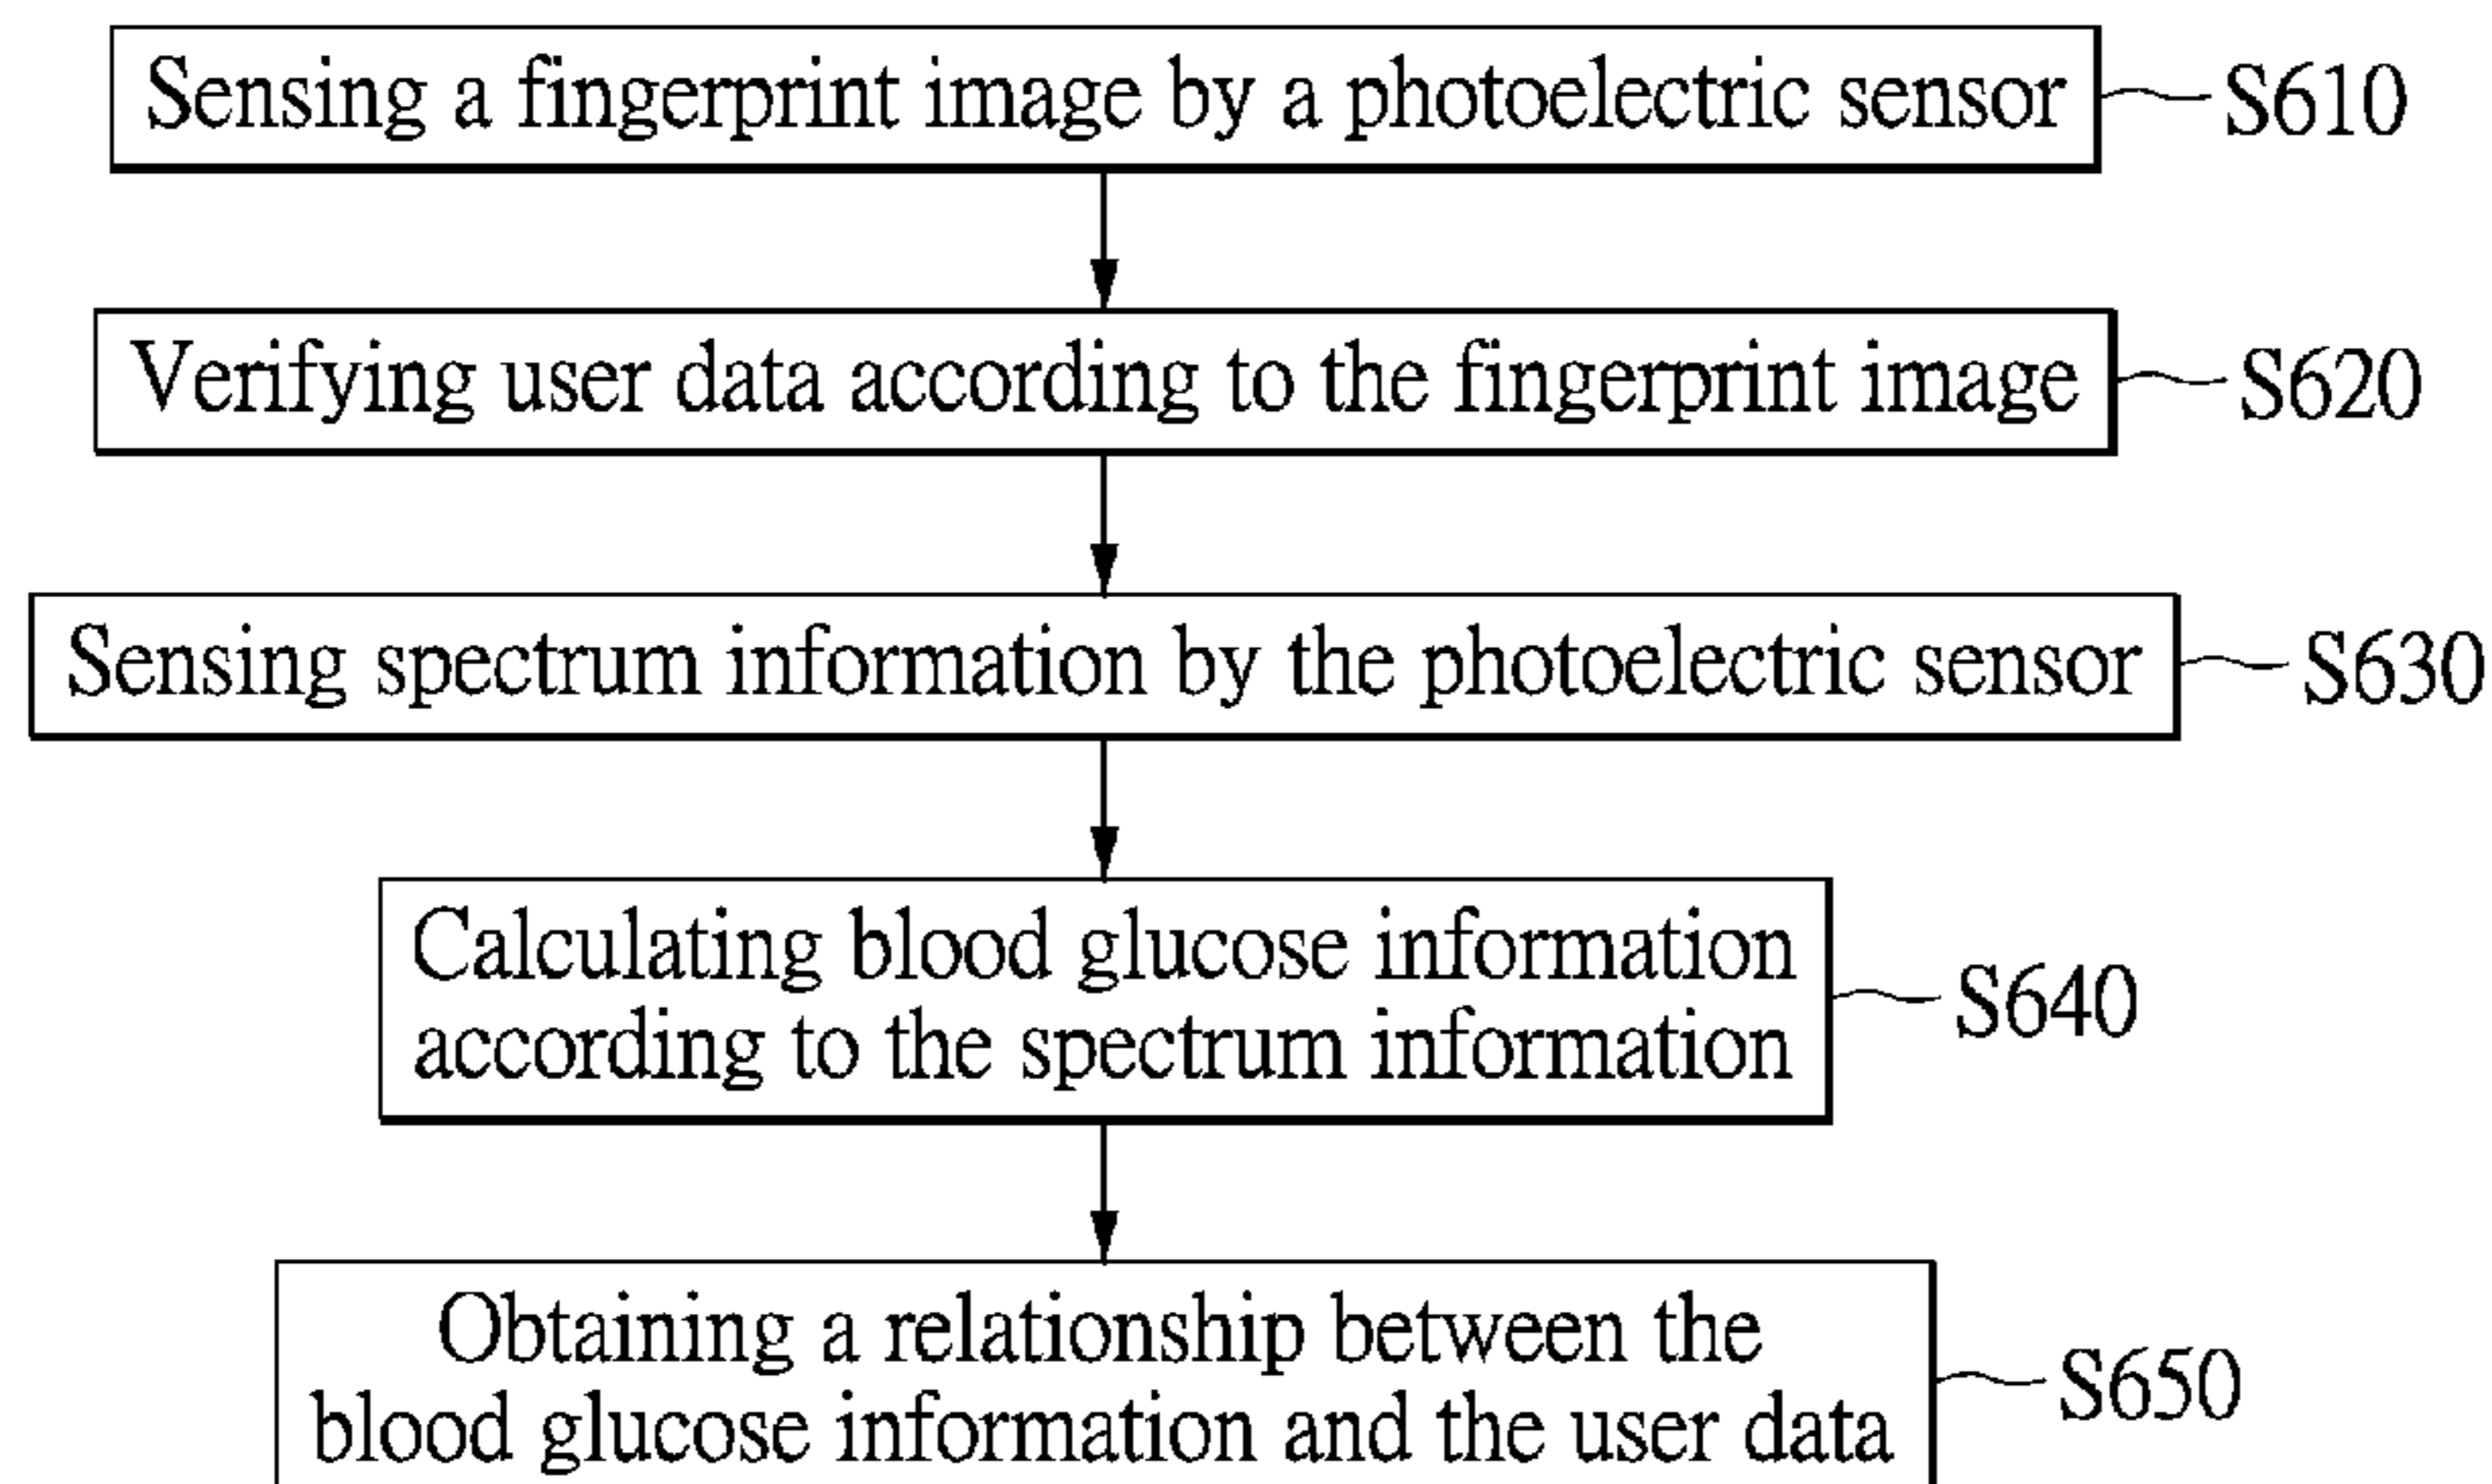 Sensing a fingerprint image by a photoelectric sensor S610
Verifying user data according to the fingerprint image S620
Sensing spectrum information by the photoelectric sensor S630
Calculating blood glucose information
according to the spectrum information
S640
Obtaining a relationship between the
blood glucose information and the user data
S650